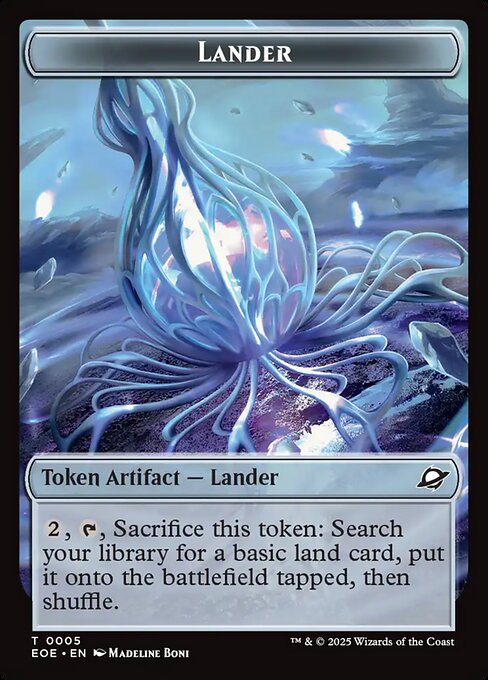 Lander
Token Artifact — Lander
2, , Sacrifice this token: Search
your library for a basic land card, put
it onto the battlefield tapped, then
shuffle.
T 0005
EOE • EN Madeline Boni
™ & © 2025 Wizards of the Coast